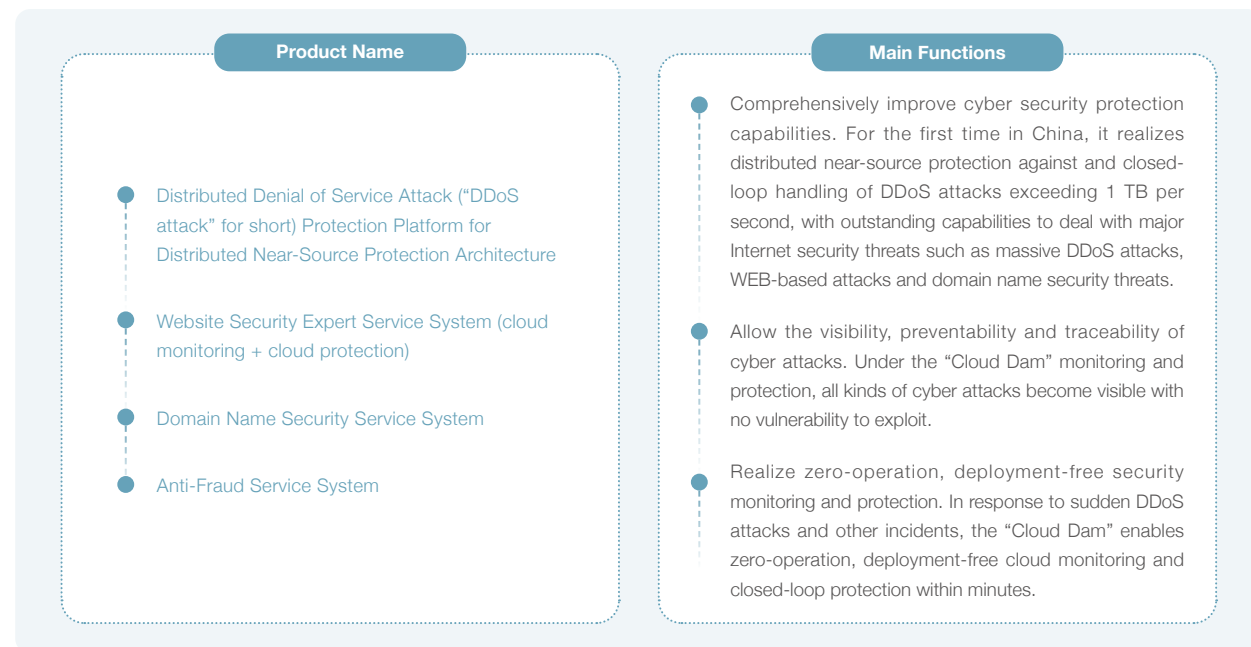 Product Name
Distributed Denial of Service Attack (“DDoS
attack” for short) Protection Platform for
Distributed Near-Source Protection Architecture
Website Security Expert Service System (cloud
monitoring + cloud protection)
Domain Name Security Service System
Anti-Fraud Service System
Main Functions
Comprehensively improve cyber security protection
capabilities. For the first time in China, it realizes
distributed near-source protection against and closed-
loop handling of DDoS attacks exceeding 1 TB per
second, with outstanding capabilities to deal with major
Internet security threats such as massive DDoS attacks,
WEB-based attacks and domain name security threats.
Allow the visibility, preventability and traceability of
cyber attacks. Under the “Cloud Dam” monitoring and
protection, all kinds of cyber attacks become visible with
no vulnerability to exploit.
Realize zero-operation, deployment-free security
monitoring and protection. In response to sudden DDoS
attacks and other incidents, the “Cloud Dam” enables
zero-operation, deployment-free cloud monitoring and
closed-loop protection within minutes.